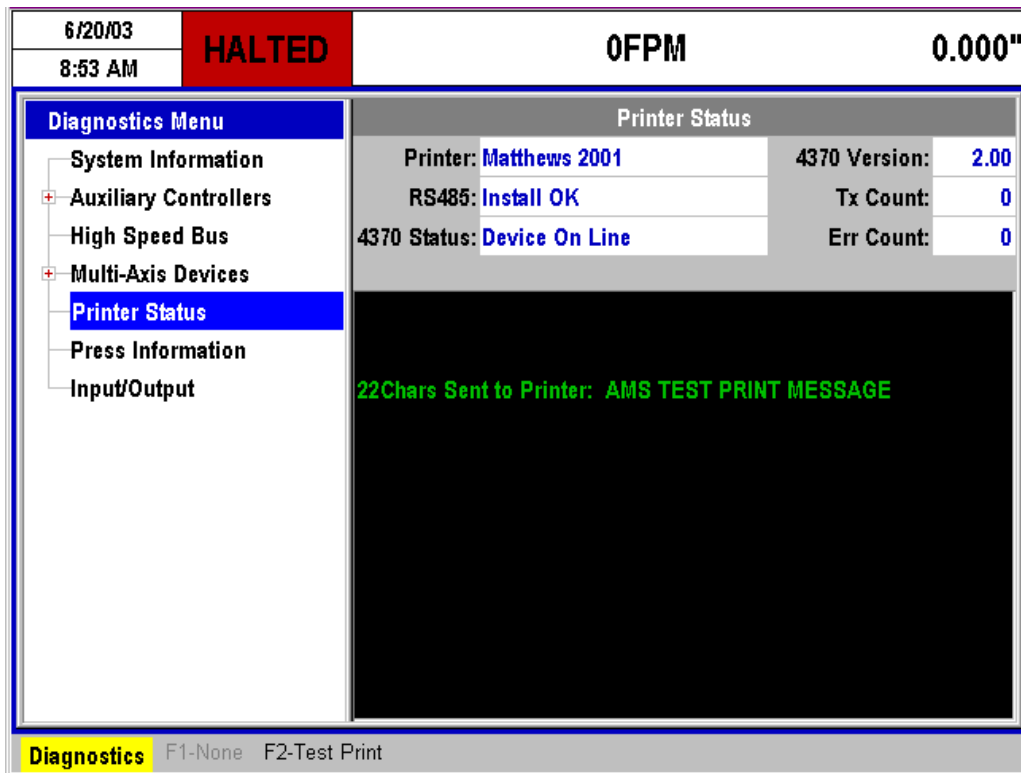 6/20/03
8:53 AM
HALTED
0FPM
0.000"
Diagnostics Menu
System Information
Auxiliary Controllers
High Speed Bus
Multi-Axis Devices
Printer Status
Press Information
Input/Output
Printer Status
Printer: Matthews 2001
4370 Version: 2.00
RS485: Install OK
Tx Count: 0
4370 Status: Device On Line
Err Count: 0
22Chars Sent to Printer: AMS TEST PRINT MESSAGE
Diagnostics F1-None F2-Test Print